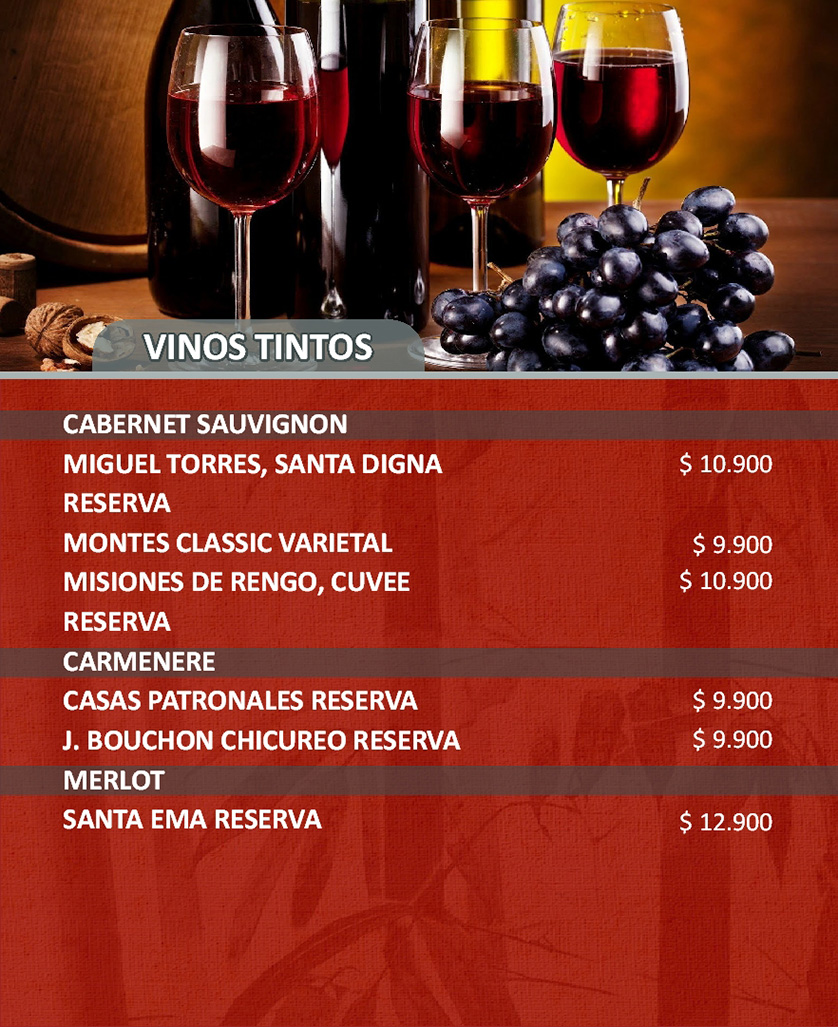 VINOS TINTOS
CABERNET SAUVIGNON
MIGUEL TORRES, SANTA DIGNA $ 10.900
RESERVA
MONTES CLASSIC VARIETAL $ 9.900
MISIONES DE RENGO, CUVEE $ 10.900
RESERVA
CARMENERE
CASAS PATRONALES RESERVA $ 9.900
J. BOUCHON CHICUREO RESERVA $ 9.900
MERLOT
SANTA EMA RESERVA $ 12.900